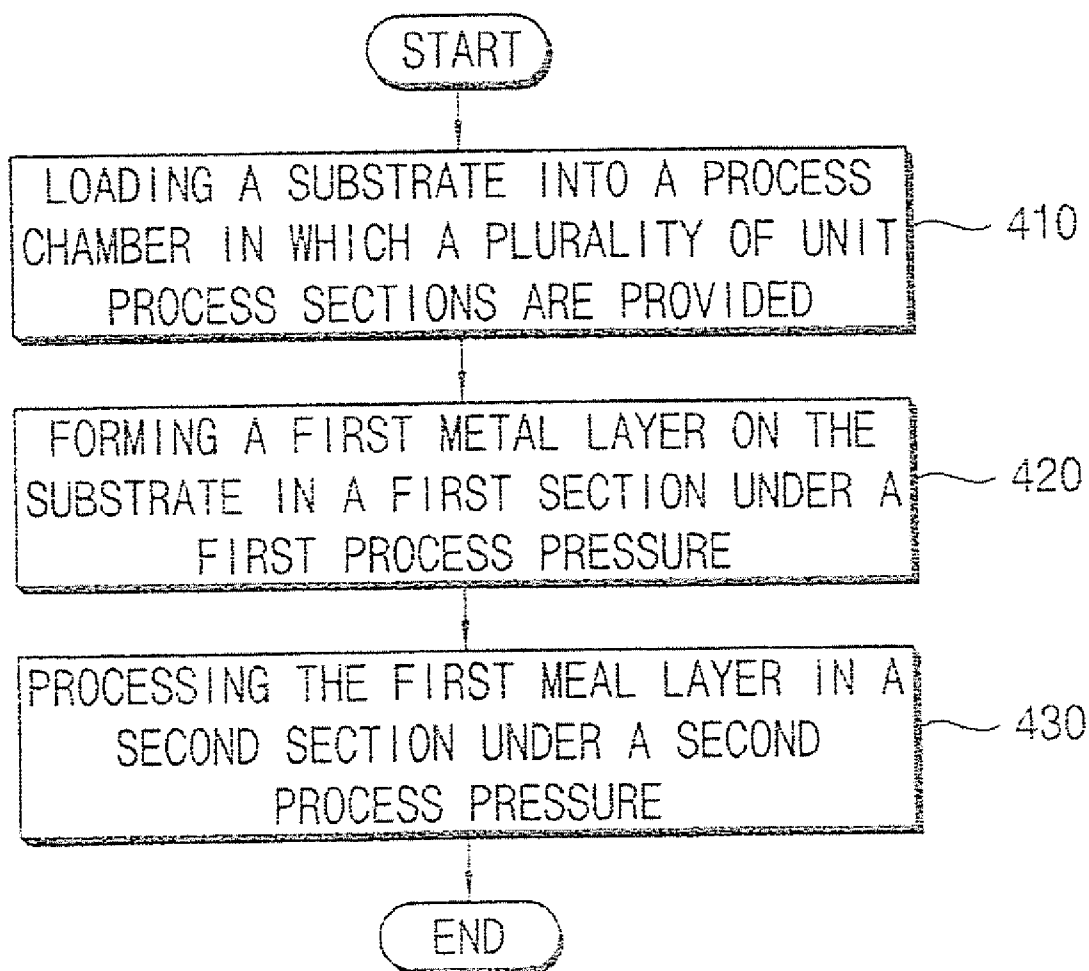 START
LOADING A SUBSTRATE INTO A PROCESS
CHAMBER IN WHICH A PLURALITY OF UNIT
PROCESS SECTIONS ARE PROVIDED
410
FORMING A FIRST METAL LAYER ON THE
SUBSTRATE IN A FIRST SECTION UNDER A
FIRST PROCESS PRESSURE
420
PROCESSING THE FIRST MEAL LAYER IN A
SECOND SECTION UNDER A SECOND
PROCESS PRESSURE
430
END